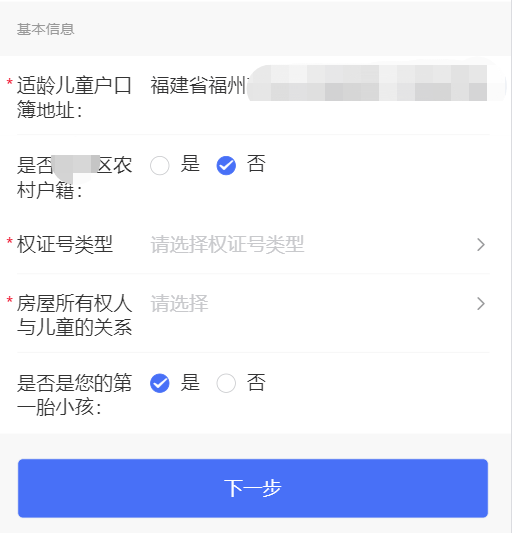 基本信息
*适龄儿童户口 福建省福州
簿地址:
是否 区农 是 否
村户籍:
*权证号类型 请选择权证号类型
*房屋所有权人 请选择
与儿童的关系
是否是您的第 是 否
一胎小孩:
下一步